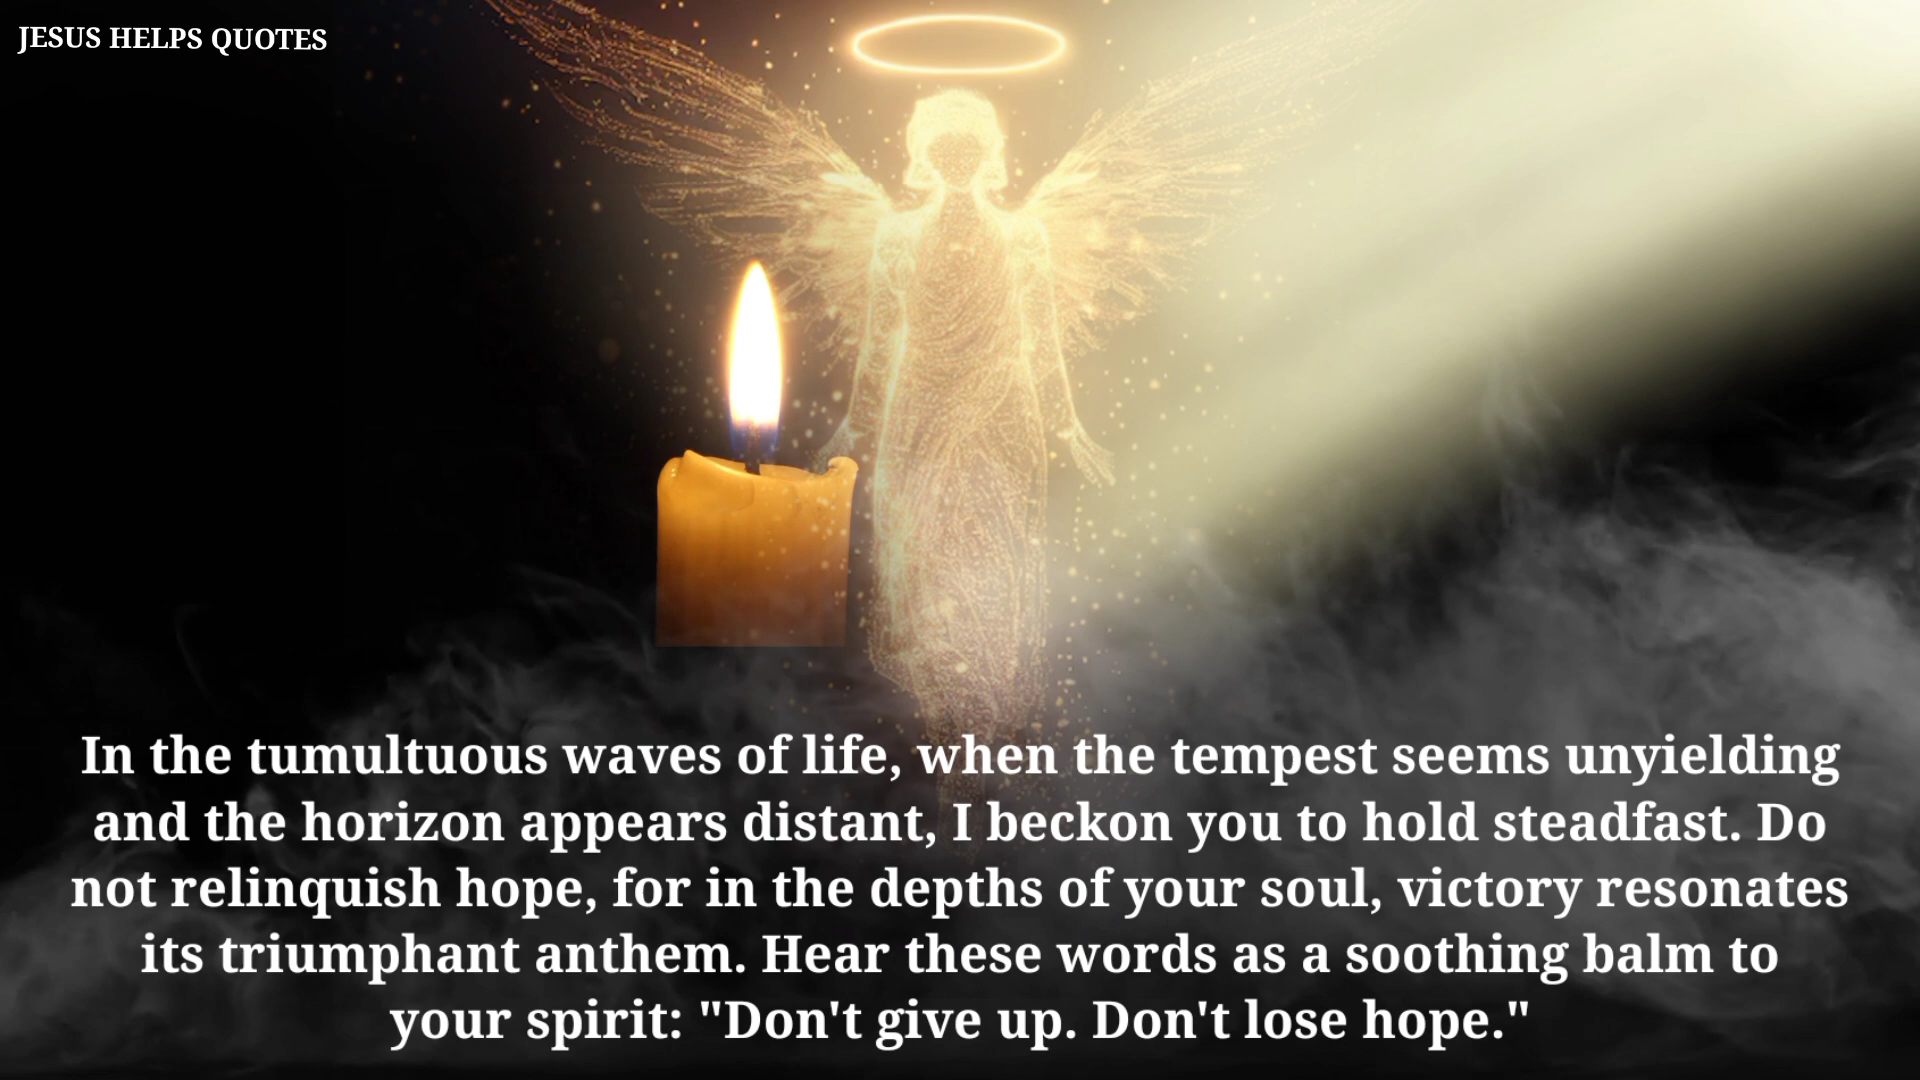 JESUS HELPS QUOTES
In the tumultuous waves of life, when the tempest seems unyielding
and the horizon appears distant, I beckon you to hold steadfast. Do
not relinquish hope, for in the depths of your soul, victory resonates
its triumphant anthem. Hear these words as a soothing balm to
your spirit: "Don't give up. Don't lose hope."